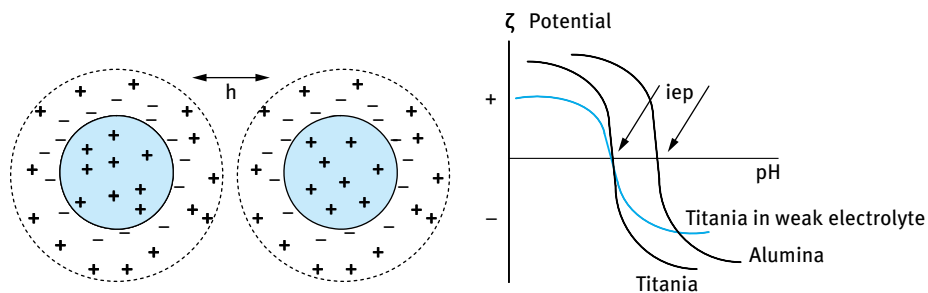 h
ζ Potential
+
iep
pH
−
Titania in weak electrolyte
Alumina
Titania